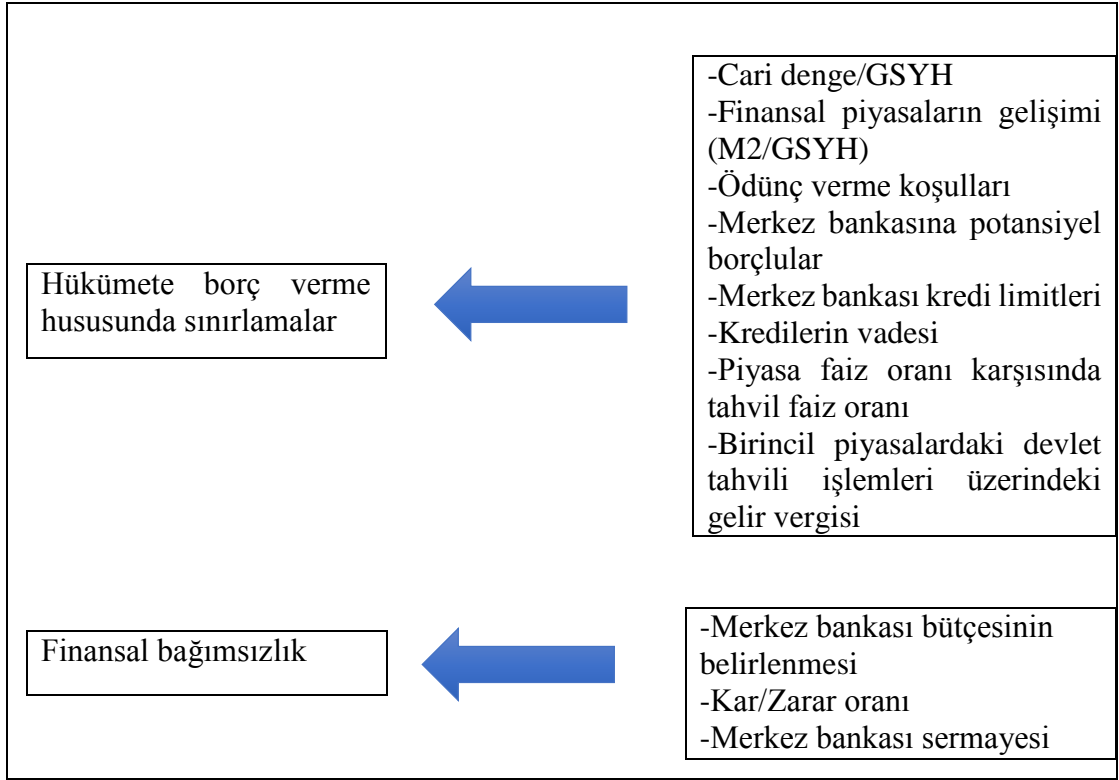 -Cari denge/GSYH
-Finansal piyasaların gelişimi
(M2/GSYH)
-Ödünç verme koşulları
-Merkez bankasına potansiyel
borçlular
-Merkez bankası kredi limitleri
-Kredilerin vadesi
-Piyasa faiz oranı karşısında
tahvil faiz oranı
-Birincil piyasalardaki devlet
tahvili işlemleri üzerindeki
gelir vergisi
Hükümete borç verme
hususunda sınırlamalar
Finansal bağımsızlık
-Merkez bankası bütçesinin
belirlenmesi
-Kar/Zarar oranı
-Merkez bankası sermayesi